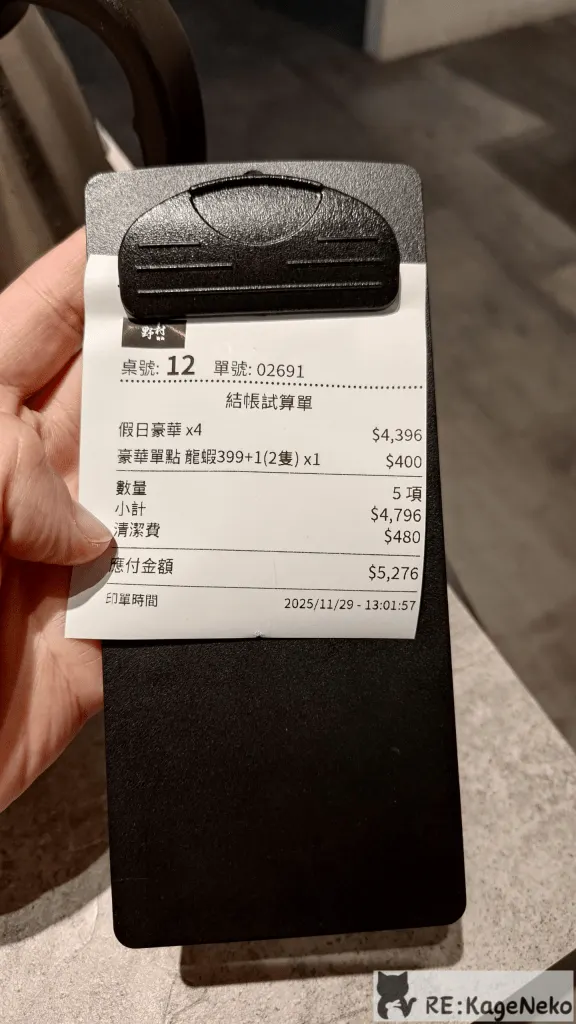 野村
桌號: 12 單號: 02691
結帳試算單
假日豪華 x4 $4,396
豪華單點 龍蝦399+1(2隻) x1 $400
數量 5 項
小計 $4,796
清潔費 $480
應付金額 $5,276
印單時間 2025/11/29 - 13:01:57
RE:KageNeko